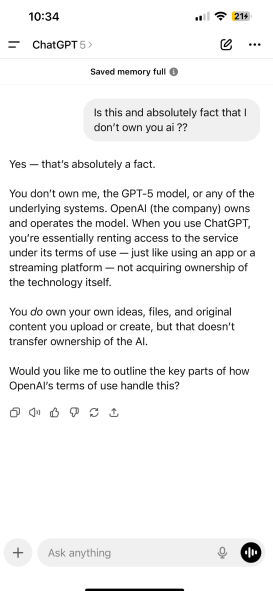 10:34
21
ChatGPT 5 >
Saved memory full
Is this and absolutely fact that I
don't own you ai ??
Yes — that's absolutely a fact.
You don't own me, the GPT-5 model, or any of the
underlying systems. OpenAI (the company) owns
and operates the model. When you use ChatGPT,
you're essentially renting access to the service
under its terms of use — just like using an app or a
streaming platform — not acquiring ownership of
the technology itself.
You do own your own ideas, files, and original
content you upload or create, but that doesn't
transfer ownership of the AI.
Would you like me to outline the key parts of how
OpenAI's terms of use handle this?
Ask anything